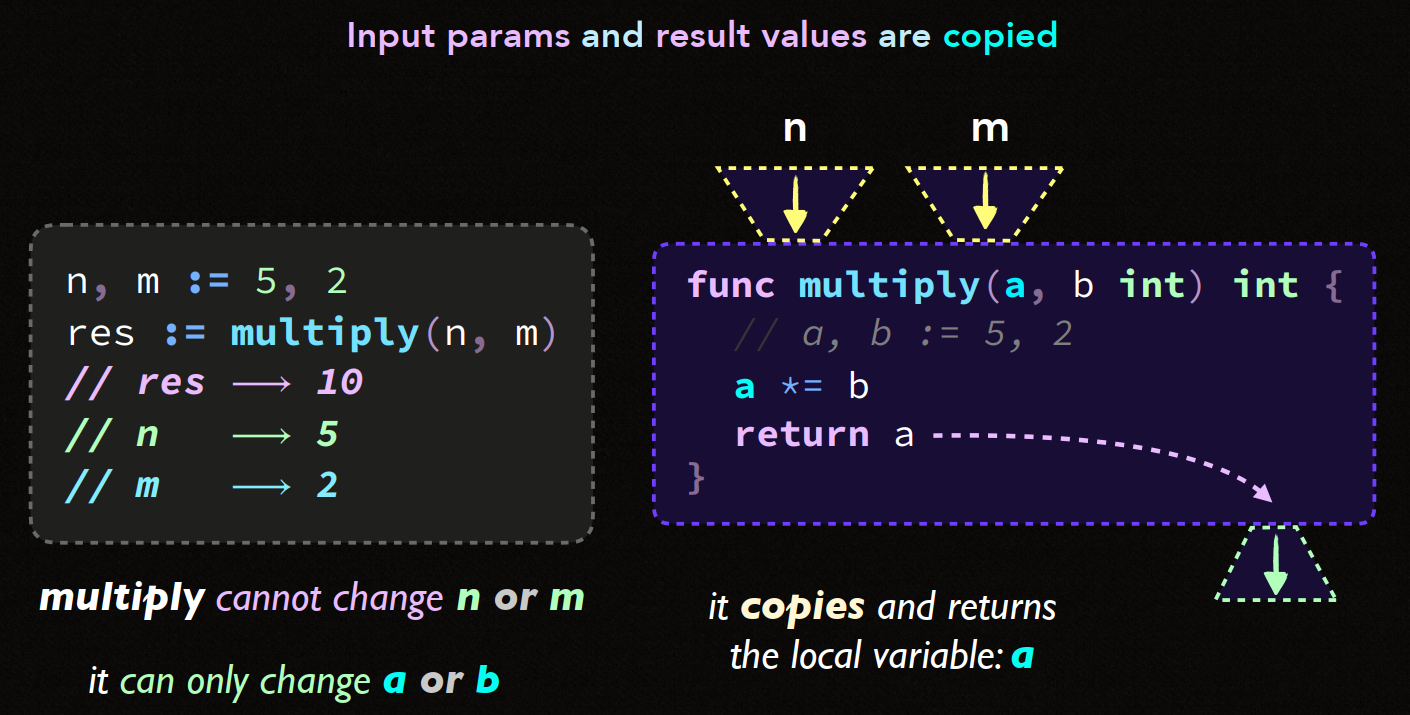 Input params and result values are copied
n m
n, m := 5, 2
res := multiply(n, m)
// res ⟶ 10
// n ⟶ 5
// m ⟶ 2
func multiply(a, b int) int {
// a, b := 5, 2
a *= b
return a
}
multiply cannot change n or m
it can only change a or b
it copies and returns
the local variable: a